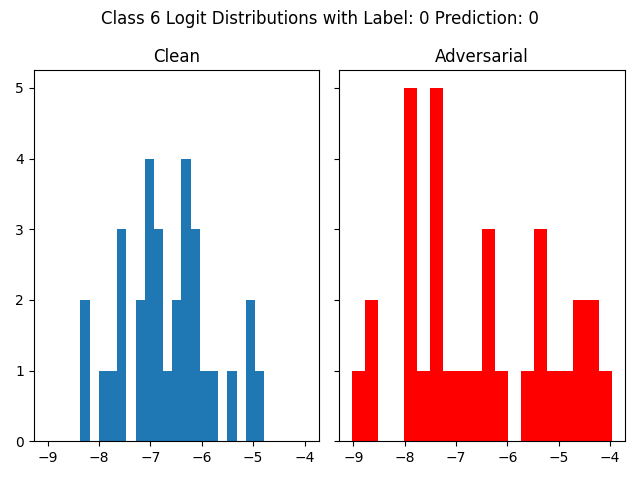 Class 6 Logit Distributions with Label: 0 Prediction: 0
Clean
Adversarial
5
4
3
2
1
0
−9 −8 −7 −6 −5 −4
−9 −8 −7 −6 −5 −4